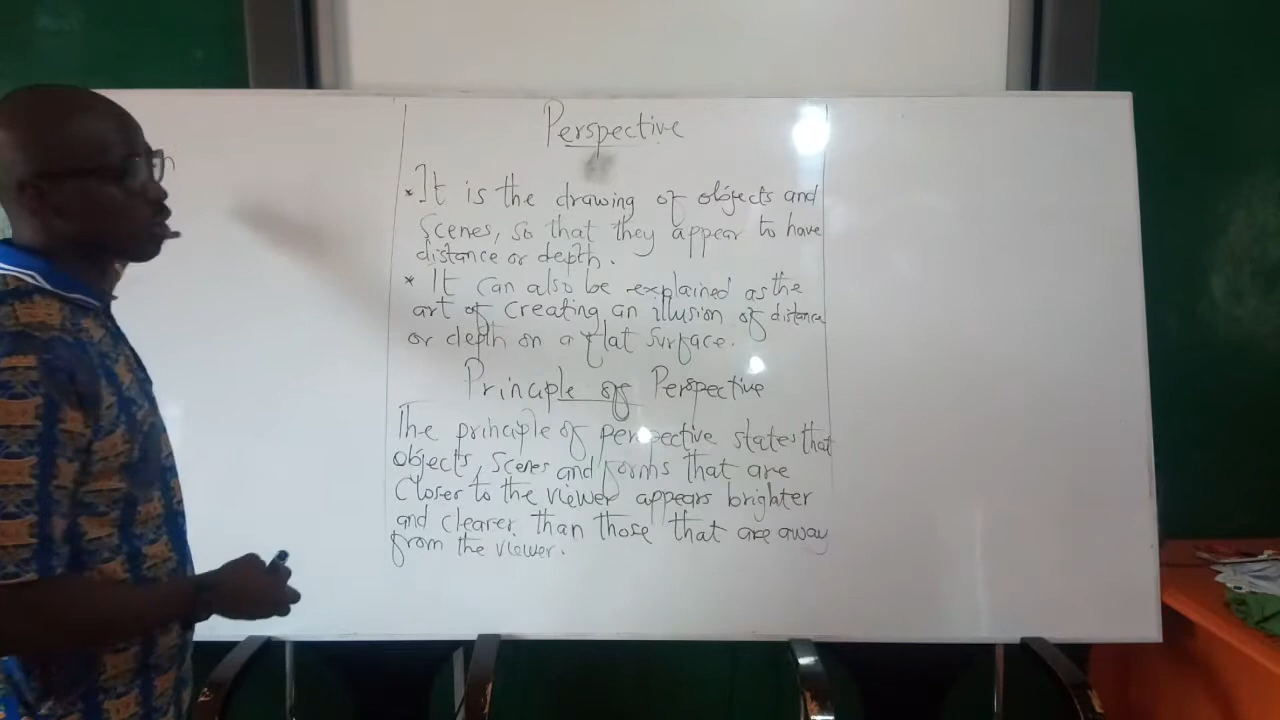 Perspective
* It is the drawing of objects and
Scenes, so that they appear to have
distance or depth.
* It can also be explained as the
art of creating an illusion of distance
or depth on a flat surface.
Principle of Perspective
The principle of perspective states that
objects, scenes and forms that are
Closer to the viewer appears brighter
and clearer than those that are away
from the viewer.